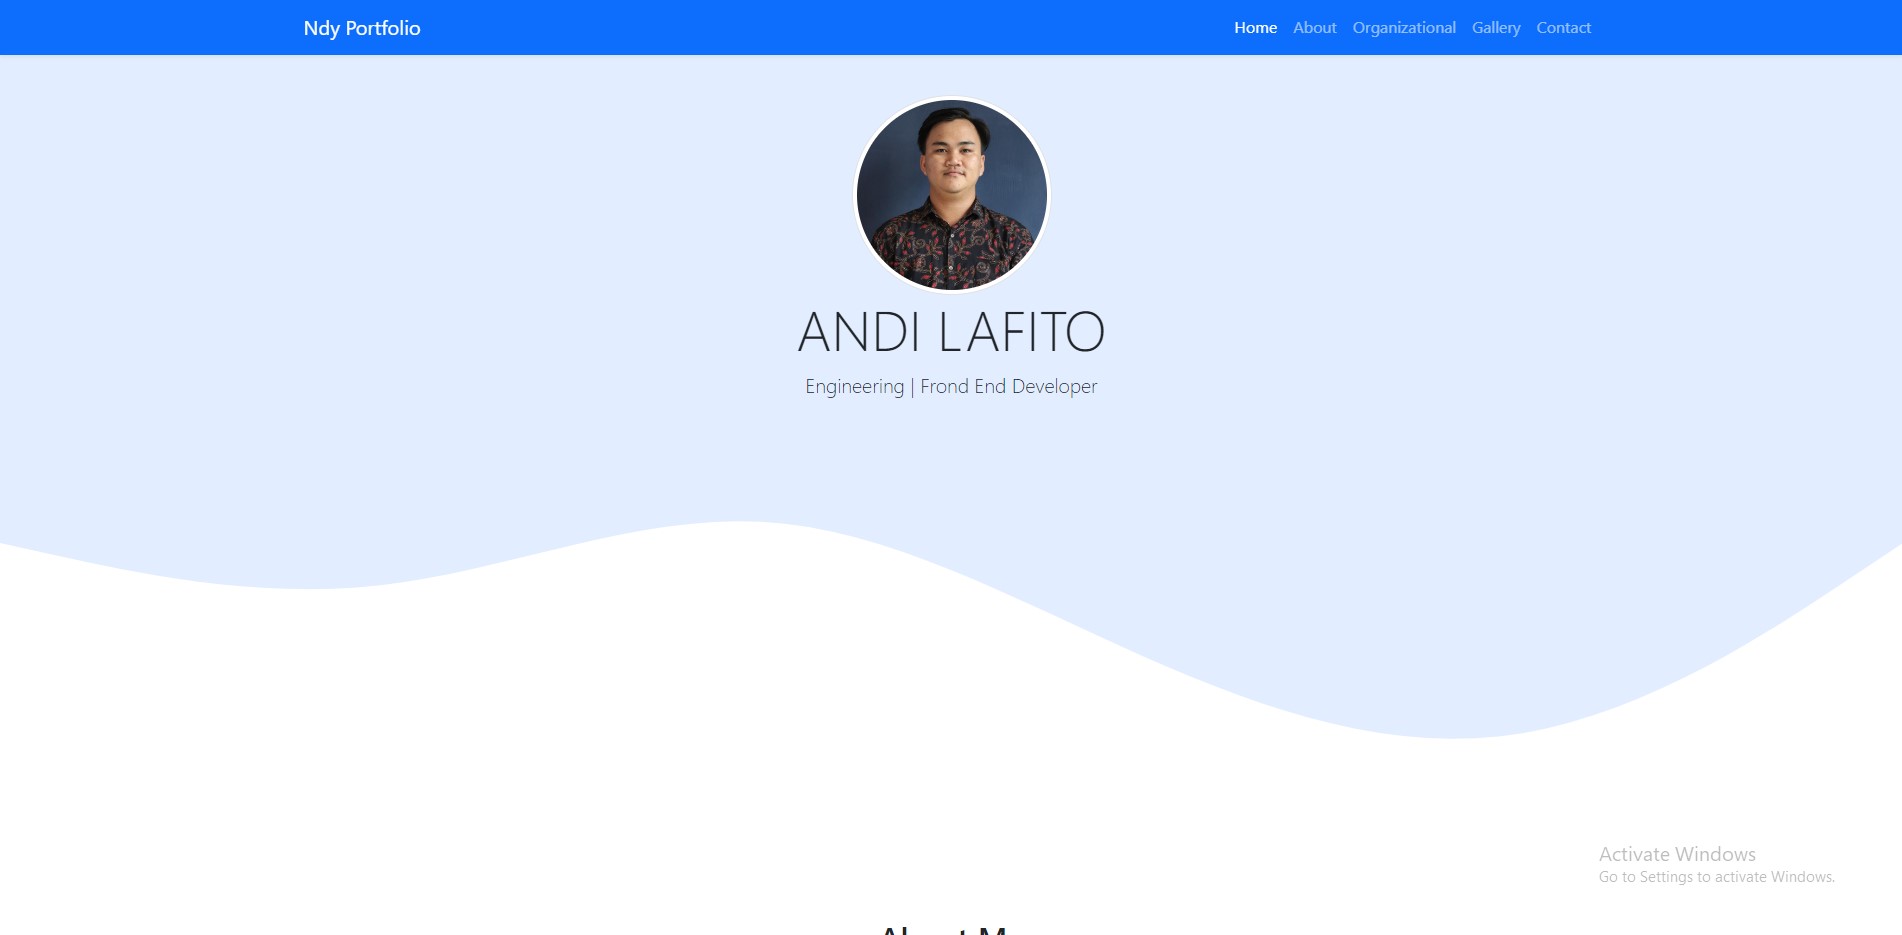 Ndy Portfolio
Home About Organizational Gallery Contact
ANDI LAFITO
Engineering | Frond End Developer
Activate Windows
Go to Settings to activate Windows.